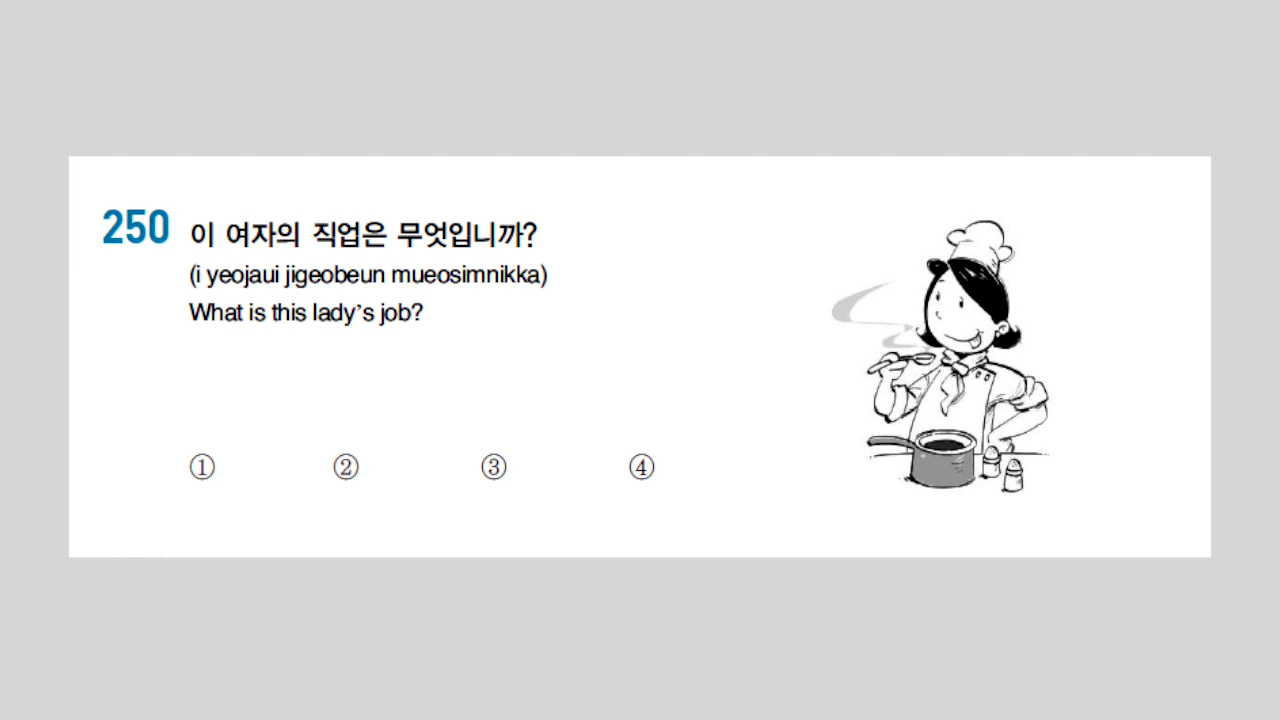 250 이 여자의 직업은 무엇입니까?
(i yeojaui jigeobeun mueosimnikka)
What is this lady’s job?
① ② ③ ④